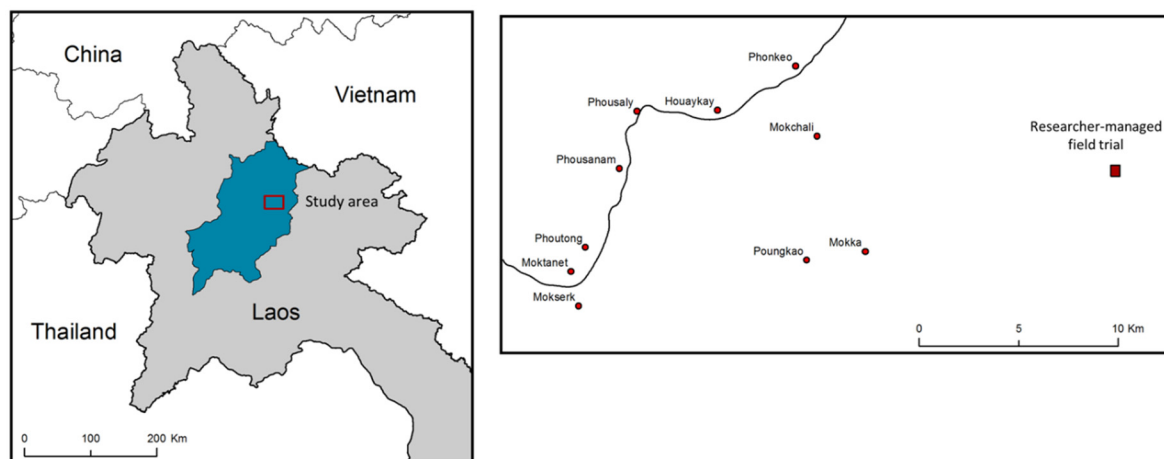 China
Vietnam
Study area
Laos
Thailand
0 100 200 Km
Phonkeo
Phousaly
Houaykay
Mokchali
Researcher-managed
field trial
Phousanam
Phoutong
Mokka
Poungkao
Moktanet
Mokserk
0 5 10 Km